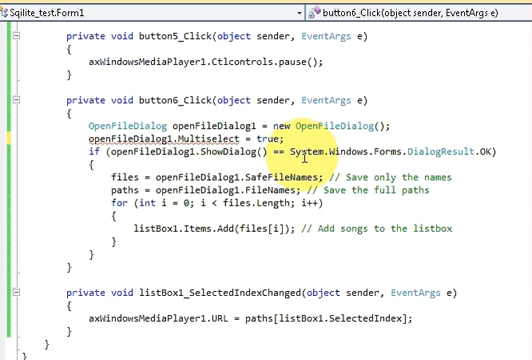 Sqilite_test.Form1 button6_Click(object sender, EventArgs e)
private void button5_Click(object sender, EventArgs e)
{
axWindowsMediaPlayer1.Ctlcontrols.pause();
}
private void button6_Click(object sender, EventArgs e)
{
OpenFileDialog openFileDialog1 = new OpenFileDialog();
openFileDialog1.Multiselect = true;
if (openFileDialog1.ShowDialog() == System.Windows.Forms.DialogResult.OK)
{
files = openFileDialog1.SafeFileNames; // Save only the names
paths = openFileDialog1.FileNames; // Save the full paths
for (int i = 0; i < files.Length; i++)
{
listBox1.Items.Add(files[i]); // Add songs to the listbox
}
}
}
private void listBox1_SelectedIndexChanged(object sender, EventArgs e)
{
axWindowsMediaPlayer1.URL = paths[listBox1.SelectedIndex];
}
}
}